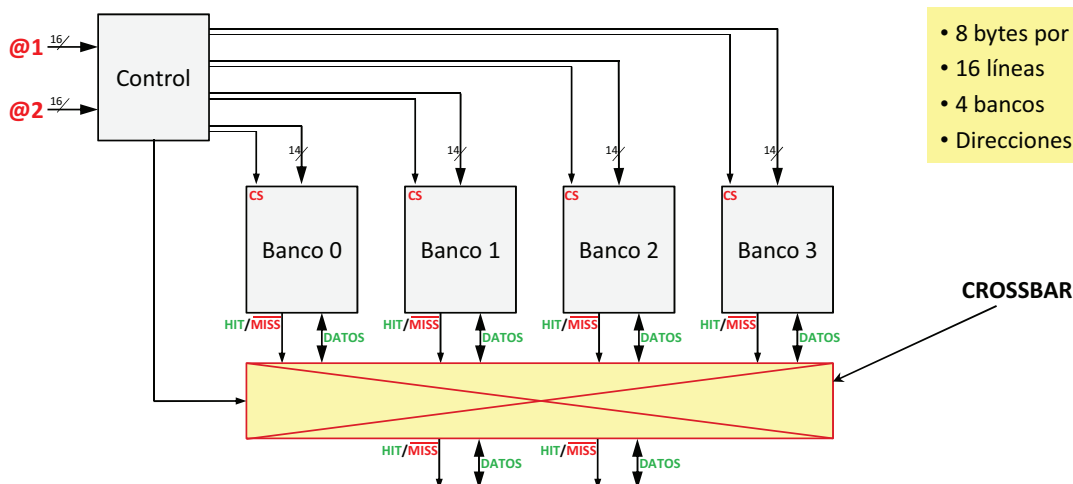 @1
16
@2
16
Control
• 8 bytes por
• 16 líneas
• 4 bancos
• Direcciones
14
14
14
14
CS
CS
CS
CS
Banco 0
Banco 1
Banco 2
Banco 3
CROSSBAR
HIT/MISS
DATOS
HIT/MISS
DATOS
HIT/MISS
DATOS
HIT/MISS
DATOS
HIT/MISS
DATOS
HIT/MISS
DATOS